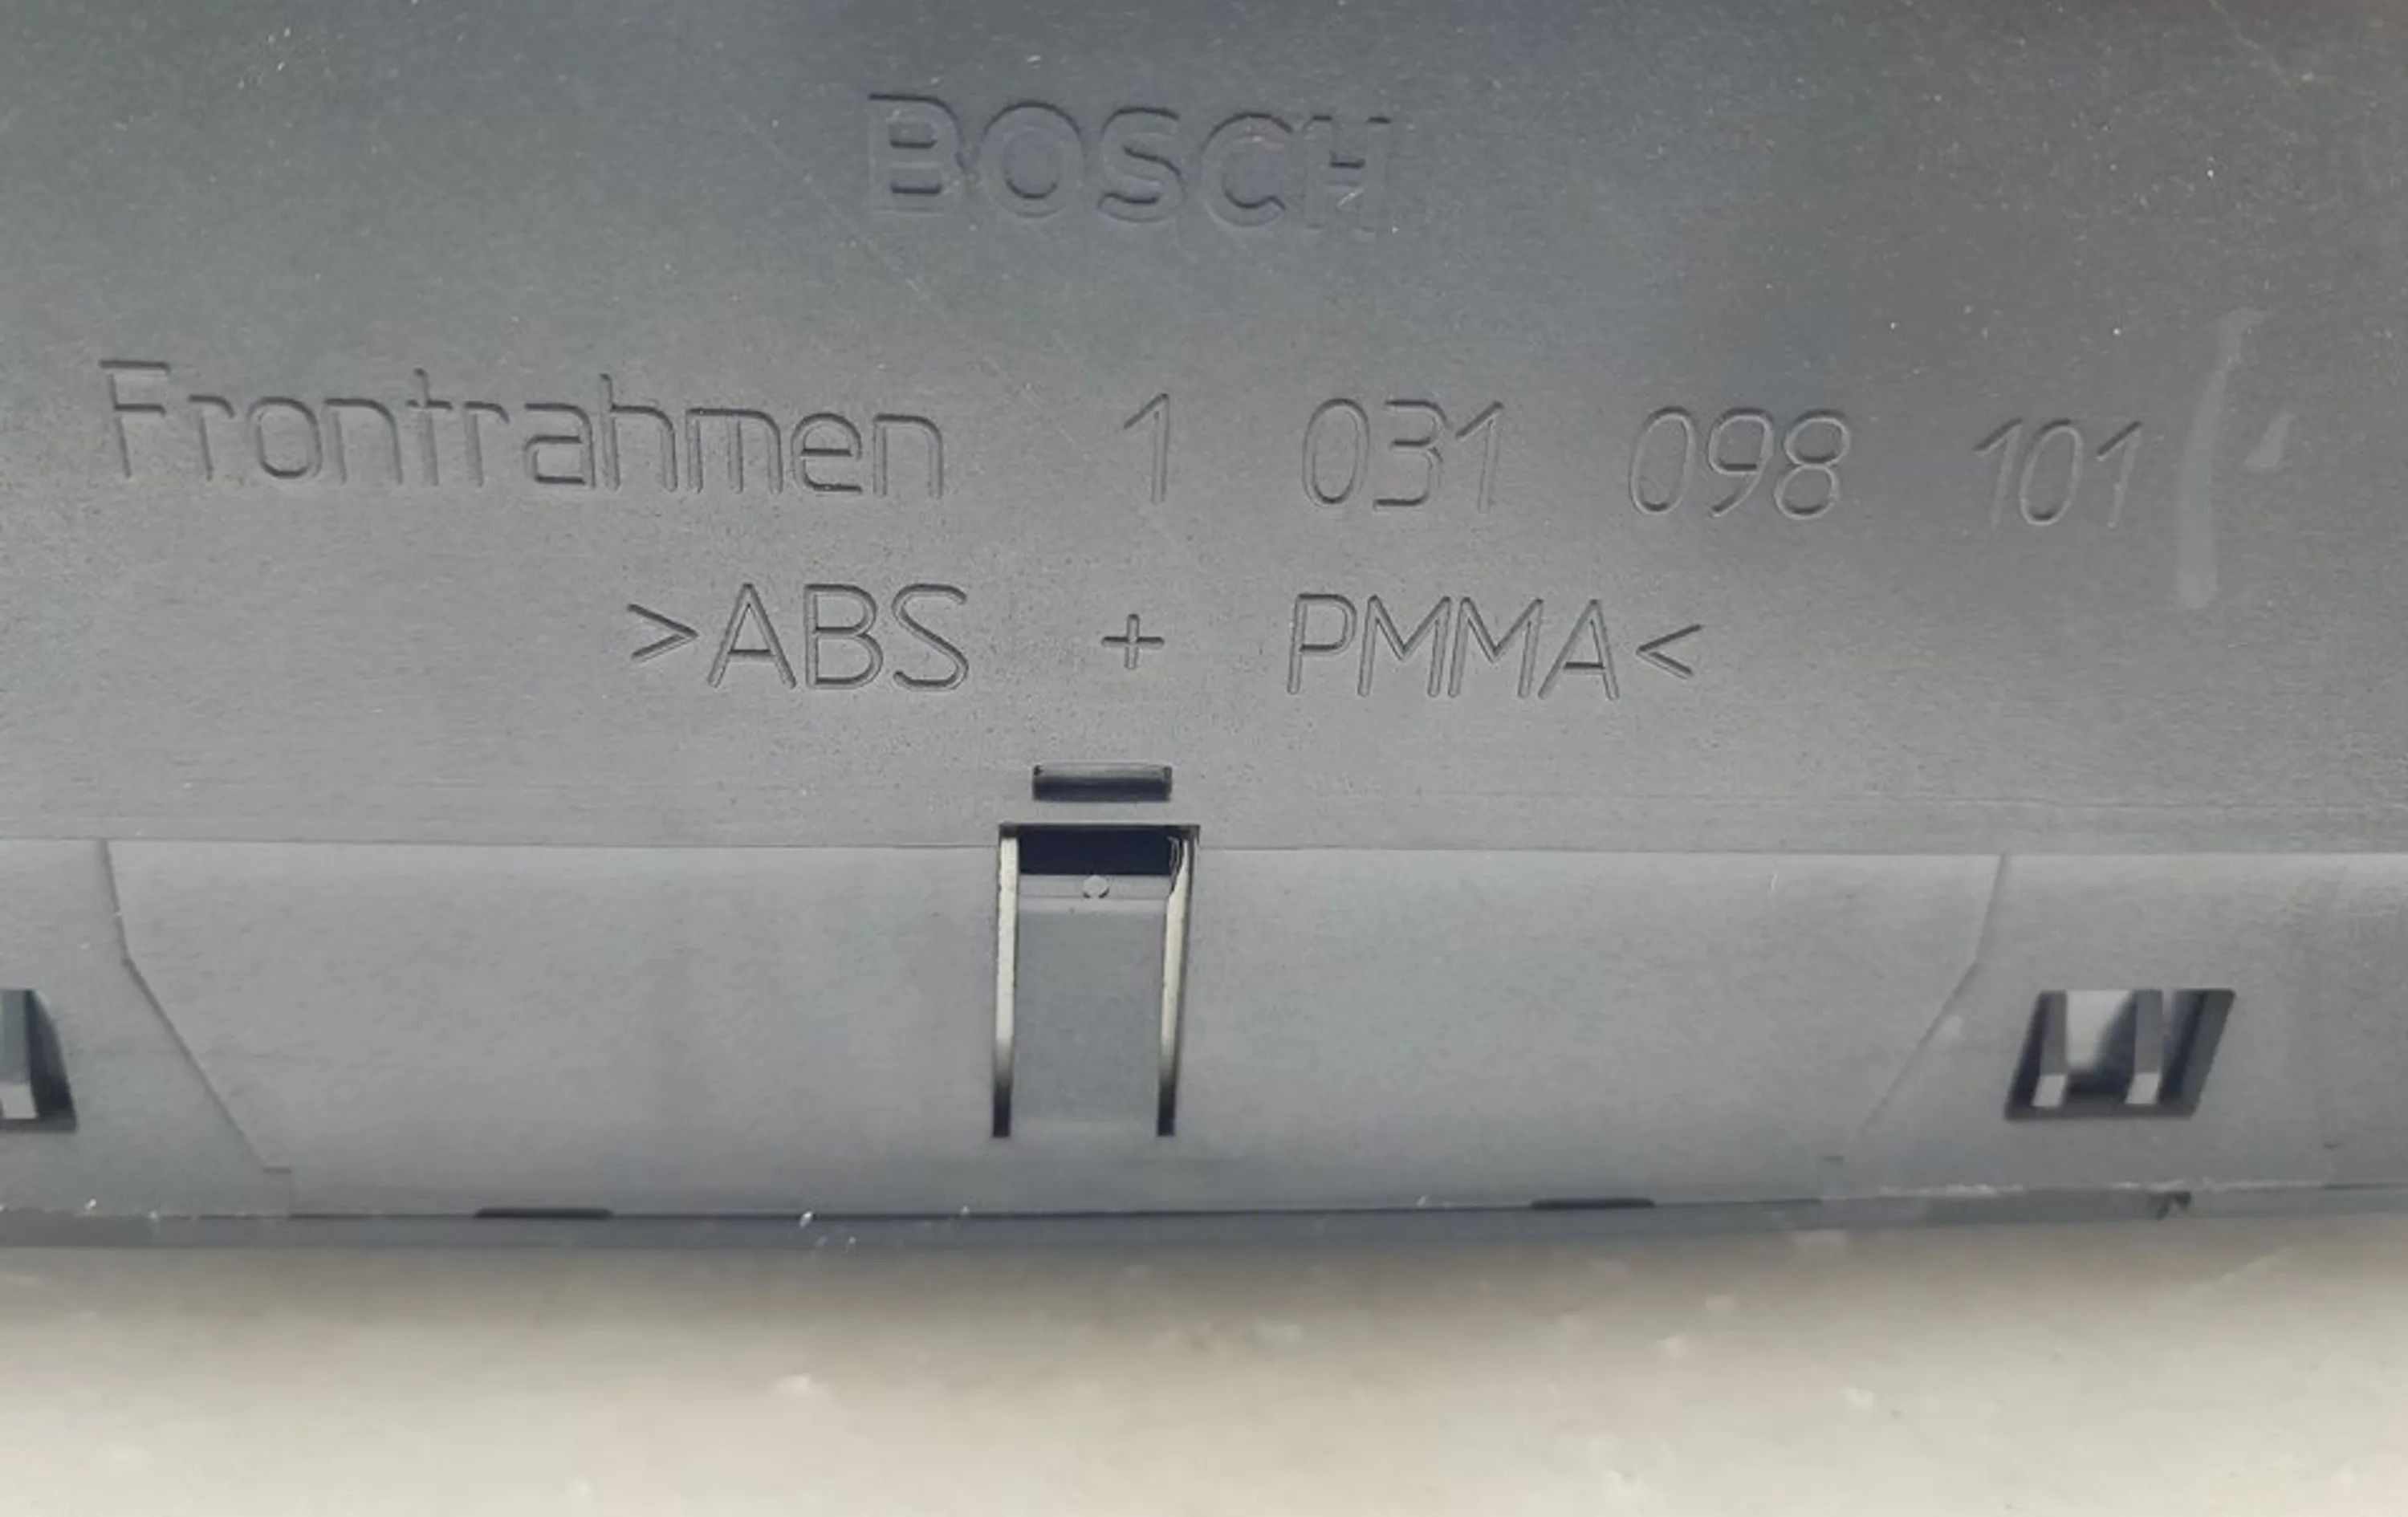 BOSCH
Frontrahmen 1 031 098 101
>ABS + PMMA<